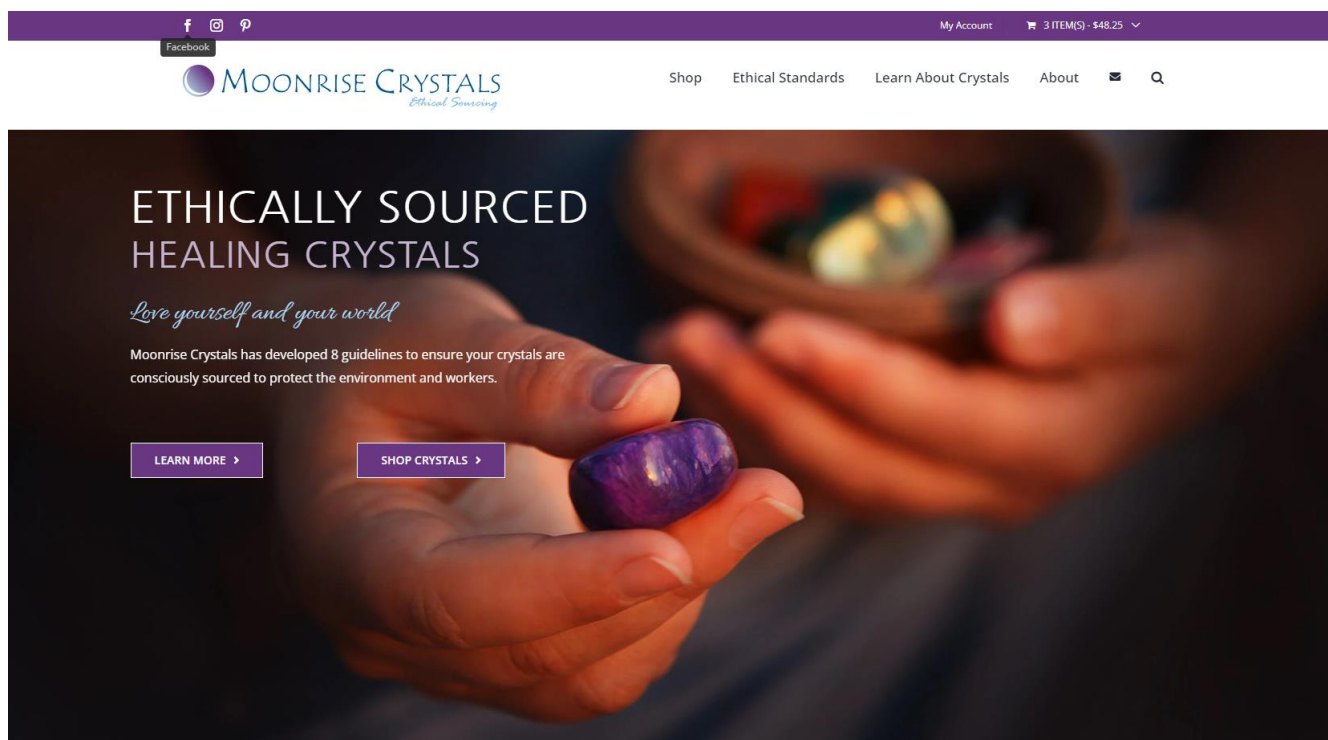 My Account
3 ITEM(S) - $48.25
Facebook
MOONRISE CRYSTALS
Ethical Sourcing
Shop
Ethical Standards
Learn About Crystals
About
ETHICALLY SOURCED
HEALING CRYSTALS
Love yourself and your world
Moonrise Crystals has developed 8 guidelines to ensure your crystals are
consciously sourced to protect the environment and workers.
LEARN MORE >
SHOP CRYSTALS >